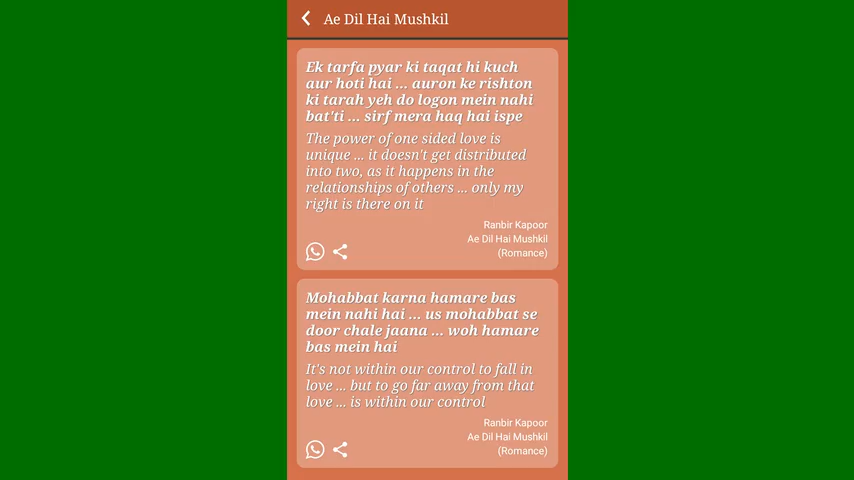 Ae Dil Hai Mushkil
Ek tarfa pyar ki taqat hi kuch
aur hoti hai ... auron ke rishton
ki tarah yeh do logon mein nahi
bat'ti ... sirf mera haq hai ispe
The power of one sided love is
unique ... it doesn't get distributed
into two, as it happens in the
relationships of others ... only my
right is there on it
Ranbir Kapoor
Ae Dil Hai Mushkil
(Romance)
Mohabbat karna hamare bas
mein nahi hai ... us mohabbat se
door chale jaana ... woh hamare
bas mein hai
It's not within our control to fall in
love ... but to go far away from that
love ... is within our control
Ranbir Kapoor
Ae Dil Hai Mushkil
(Romance)